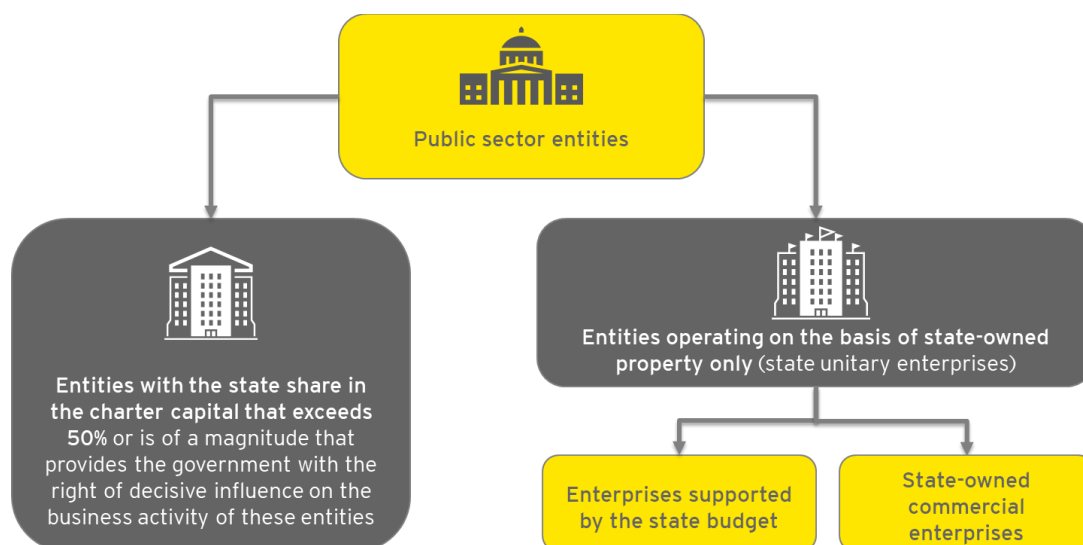 Public sector entities
Entities with the state share in
the charter capital that exceeds
50% or is of a magnitude that
provides the government with the
right of decisive influence on the
business activity of these entities
Entities operating on the basis of state-owned
property only (state unitary enterprises)
Enterprises supported
by the state budget
State-owned
commercial
enterprises